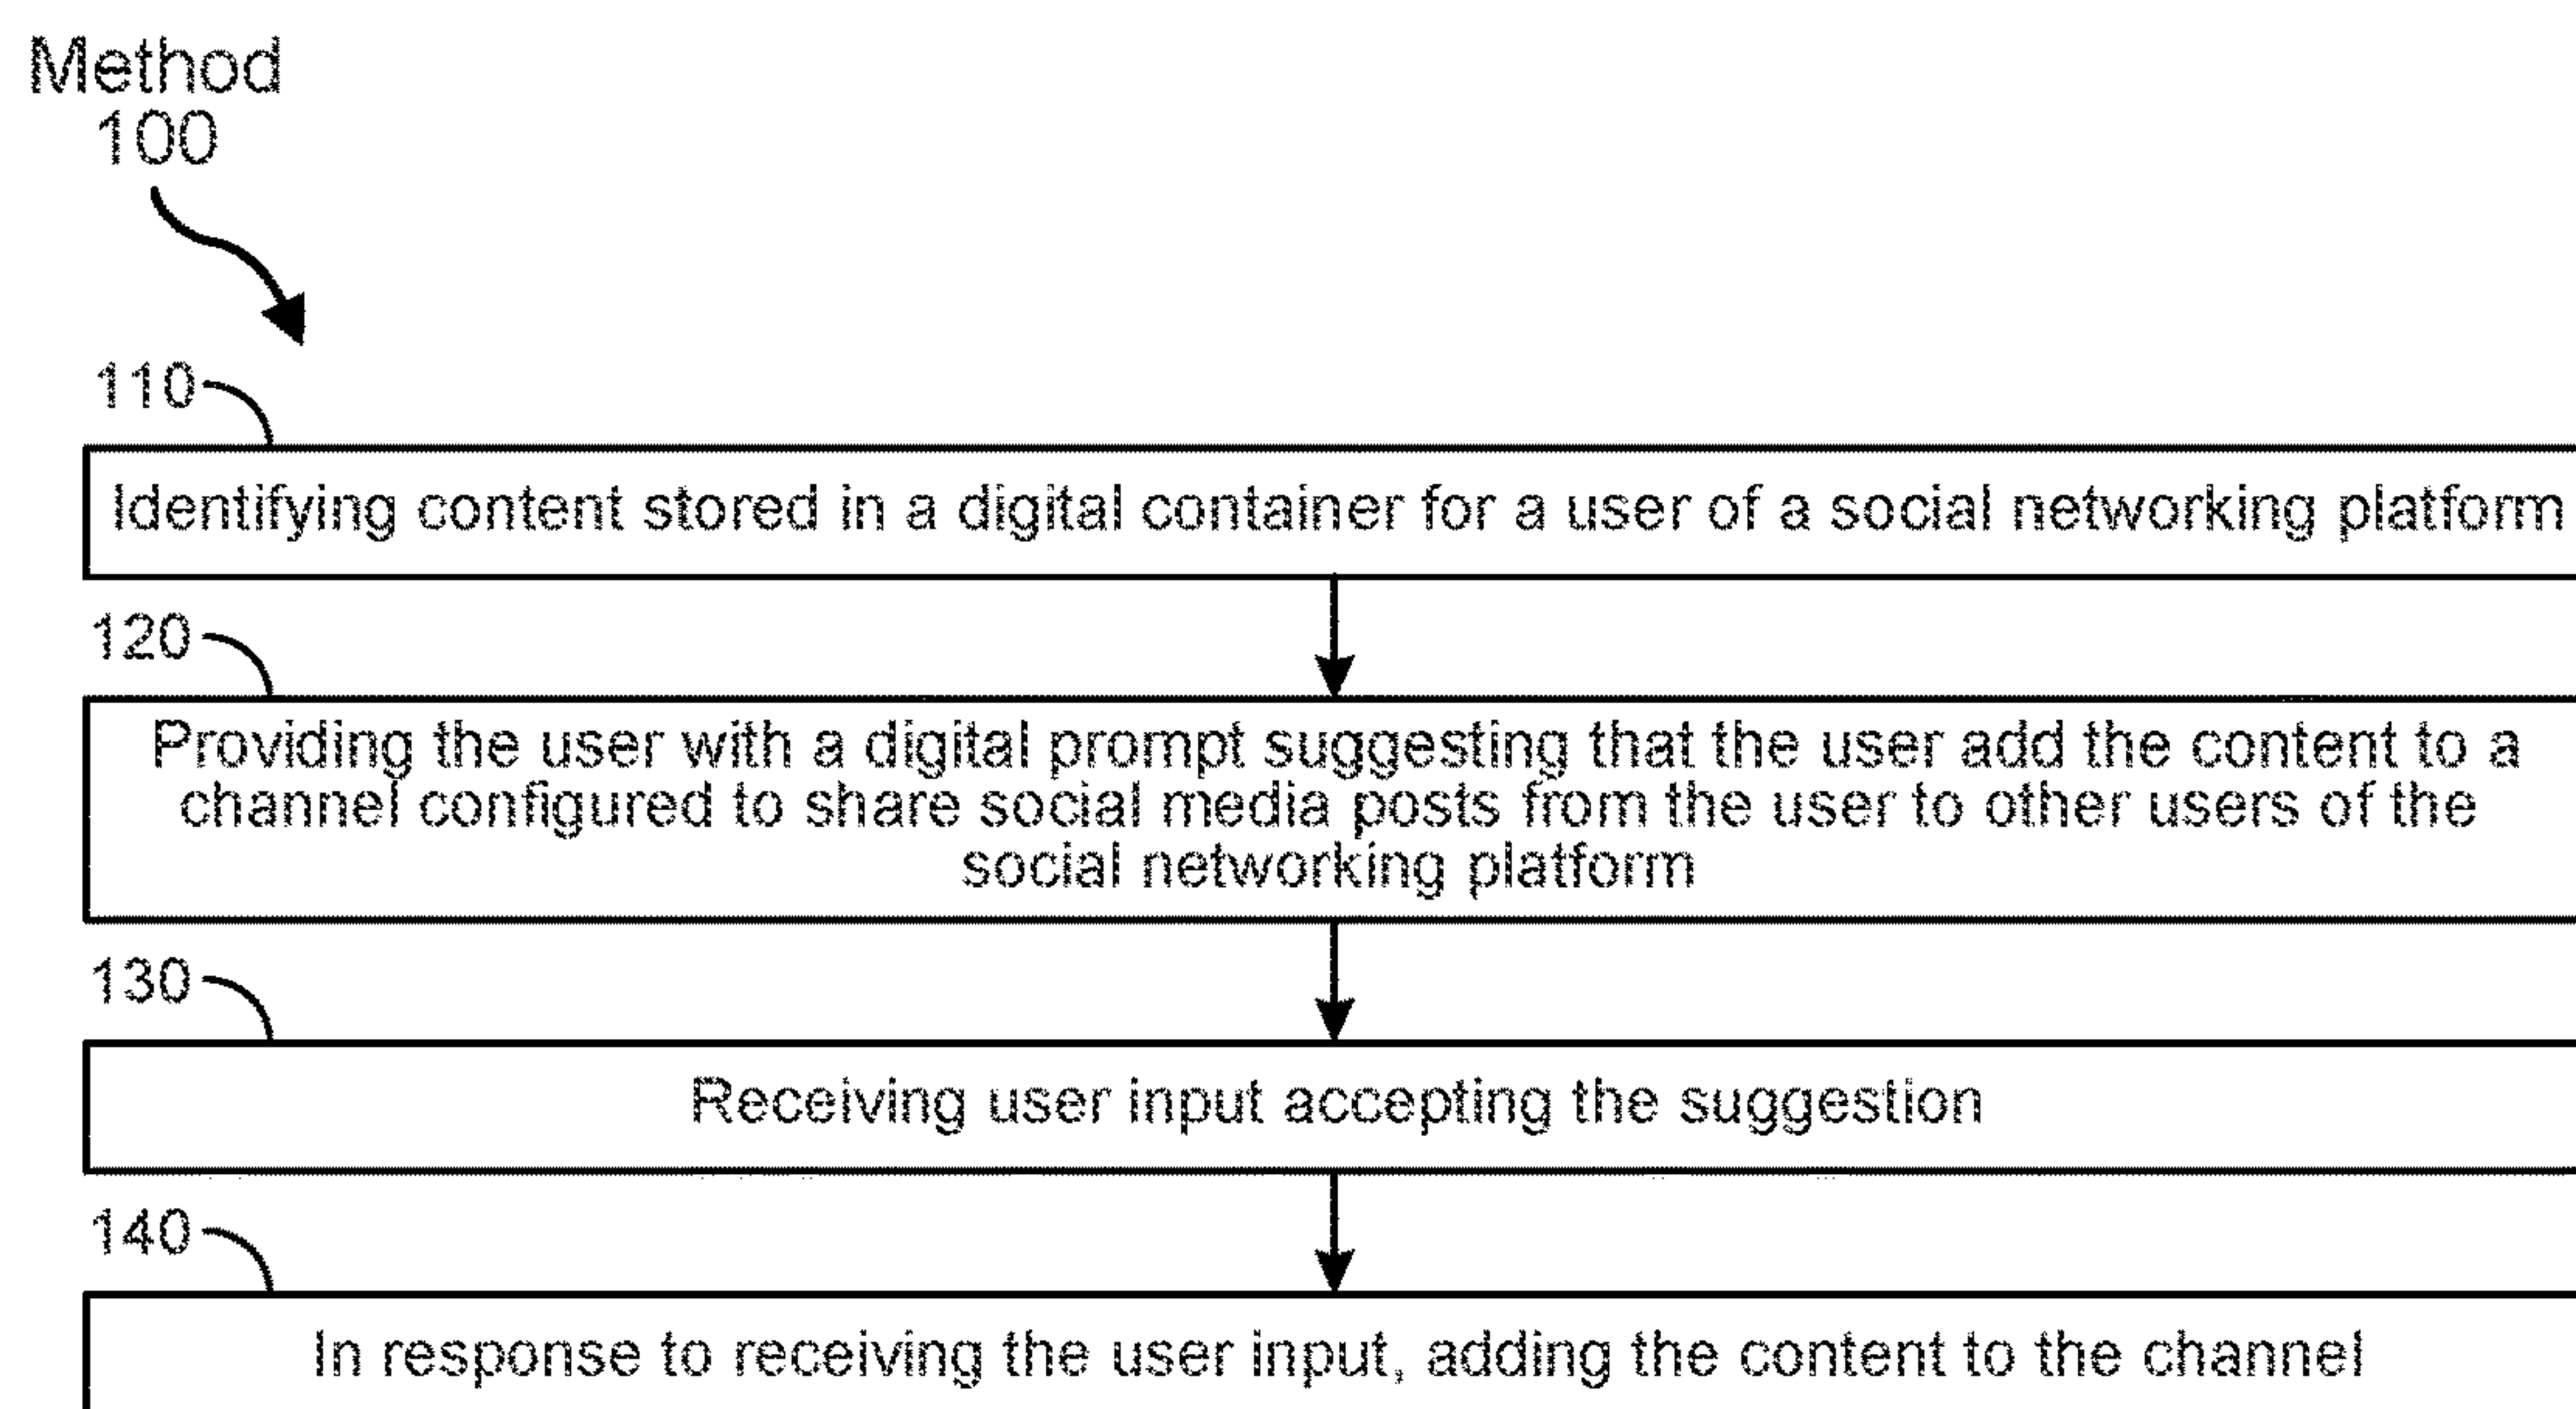 Method
100
110
Identifying content stored in a digital container for a user of a social networking platform
120
Providing the user with a digital prompt suggesting that the user add the content to a
channel configured to share social media posts from the user to other users of the
social networking platform
130
Receiving user input accepting the suggestion
140
In response to receiving the user input, adding the content to the channel